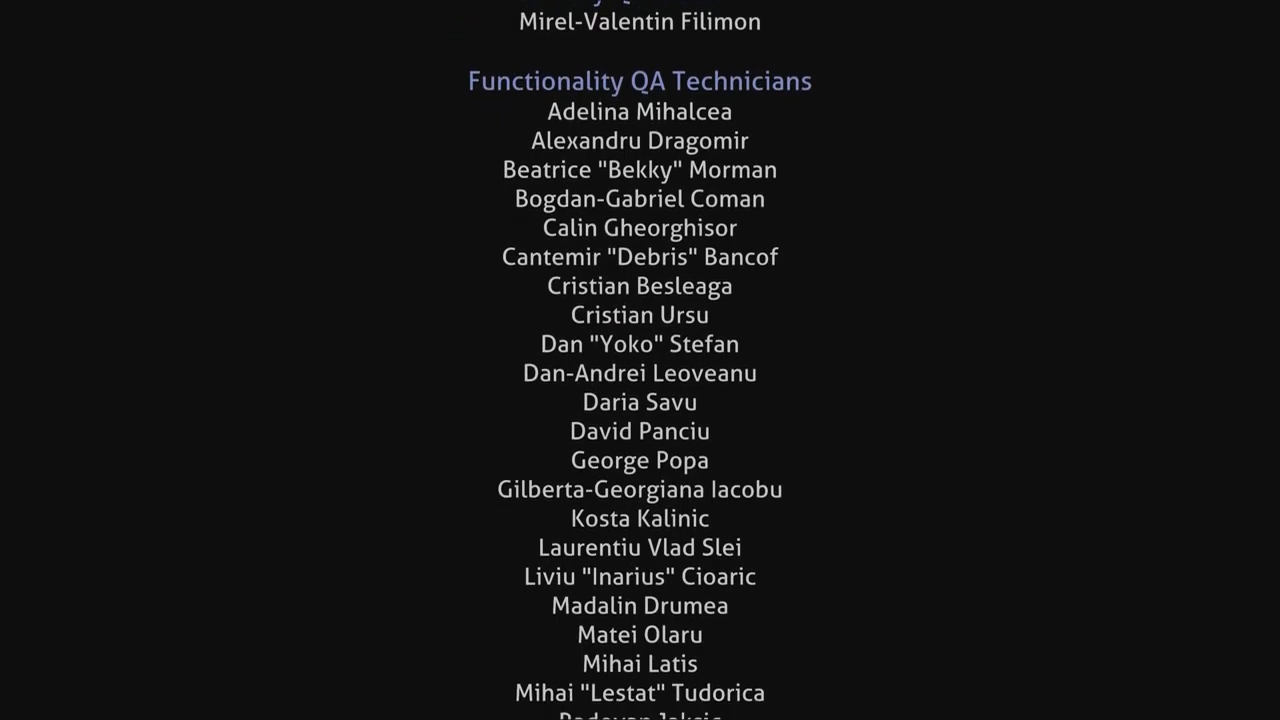 Mirel-Valentin Filimon
Functionality QA Technicians
Adelina Mihalcea
Alexandru Dragomir
Beatrice "Bekky" Morman
Bogdan-Gabriel Coman
Calin Gheorghisor
Cantemir "Debris" Bancof
Cristian Besleaga
Cristian Ursu
Dan "Yoko" Stefan
Dan-Andrei Leoveanu
Daria Savu
David Panciu
George Popa
Gilberta-Georgiana Iacobu
Kosta Kalinic
Laurentiu Vlad Slei
Liviu "Inarius" Cioaric
Madalin Drumea
Matei Olaru
Mihai Latis
Mihai "Lestat" Tudorica